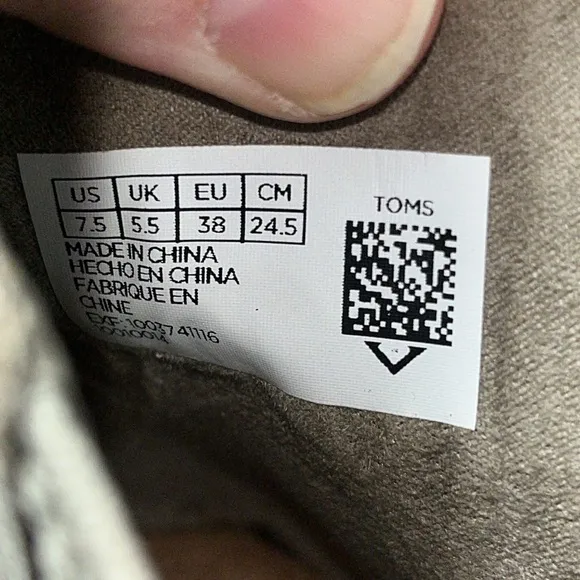 US UK EU CM
7.5 5.5 38 24.5
TOMS
MADE IN CHINA
HECHO EN CHINA
FABRIQUE EN
CHINE